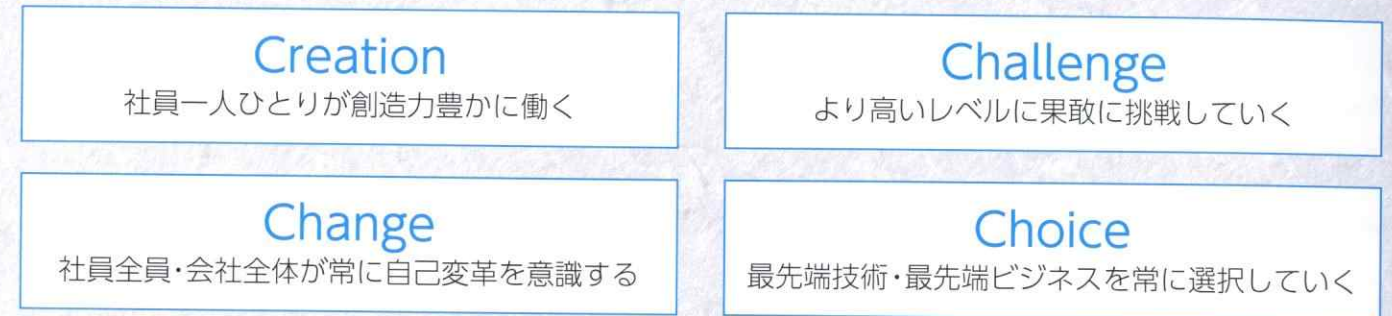 Creation
社員一人ひとりが創造力豊かに働く
Challenge
より高いレベルに果敢に挑戦していく
Change
社員全員･会社全体が常に自己変革を意識する
Choice
最先端技術･最先端ビジネスを常に選択していく